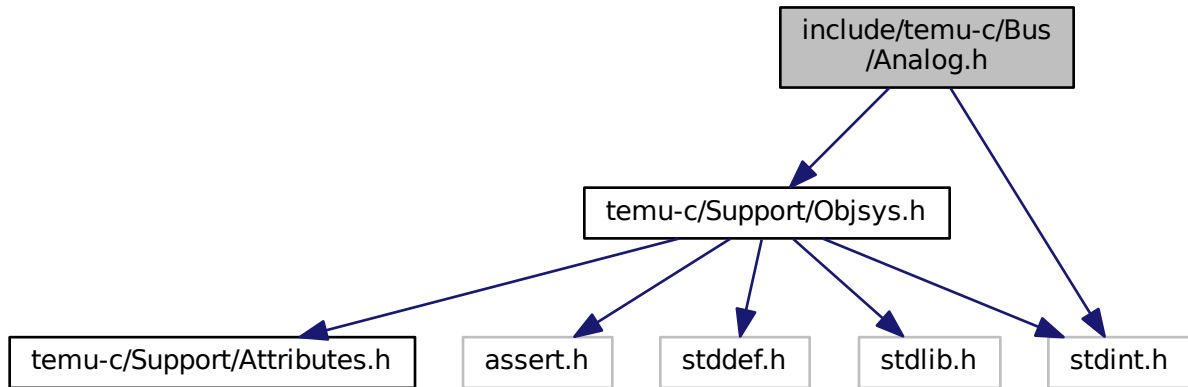 include/temu-c/Bus
/Analog.h
temu-c/Support/Objsys.h
temu-c/Support/Attributes.h
assert.h
stddef.h
stdlib.h
stdint.h